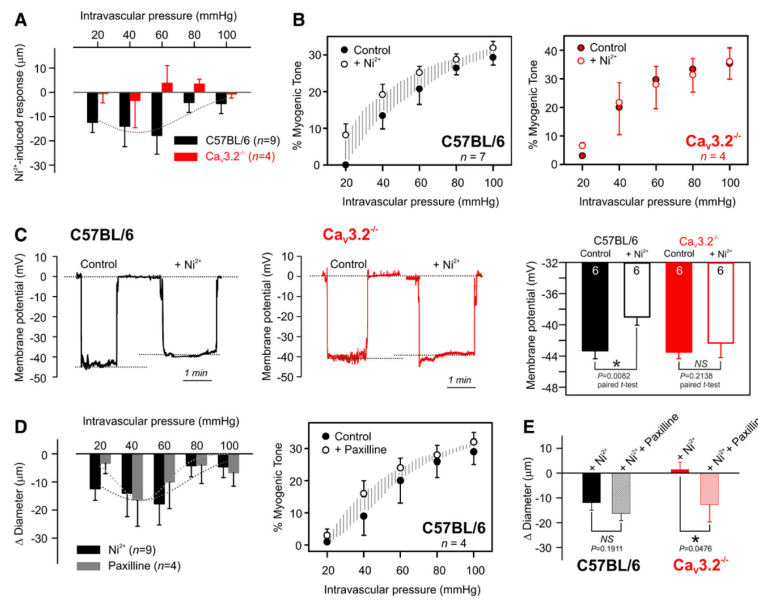 A
Intravascular pressure (mmHg)
20 40 60 80 100
Ni²⁺-induced response (µm)
10
0
-10
-20
-30
C57BL/6 (n=9)
Caᵥ3.2⁻/⁻ (n=4)
B
% Myogenic Tone
30
20
10
0
Control
+ Ni²⁺
C57BL/6
n = 7
20 40 60 80 100
Intravascular pressure (mmHg)
% Myogenic Tone
40
30
20
10
0
Control
+ Ni²⁺
Caᵥ3.2⁻/⁻
n = 4
20 40 60 80 100
Intravascular pressure (mmHg)
C
C57BL/6
Control + Ni²⁺
Membrane potential (mV)
0
-10
-20
-30
-40
-50
1 min
Caᵥ3.2⁻/⁻
Control + Ni²⁺
Membrane potential (mV)
0
-10
-20
-30
-40
-50
1 min
C57BL/6 Caᵥ3.2⁻/⁻
Control + Ni²⁺ Control + Ni²⁺
Membrane potential (mV)
-32
-36
-40
-44
-48
6 6 6 6
* NS
P=0.0082 P=0.2138
paired t-test paired t-test
D
Intravascular pressure (mmHg)
20 40 60 80 100
Δ Diameter (µm)
10
0
-10
-20
-30
Ni²⁺ (n=9)
Paxilline (n=4)
% Myogenic Tone
30
20
10
0
Control
+ Paxilline
C57BL/6
n = 4
20 40 60 80 100
Intravascular pressure (mmHg)
E
+ Ni²⁺
+ Ni²⁺ + Paxilline
+ Ni²⁺
+ Ni²⁺ + Paxilline
Δ Diameter (µm)
10
0
-10
-20
-30
NS *
P=0.1911 P=0.0476
C57BL/6 Caᵥ3.2⁻/⁻